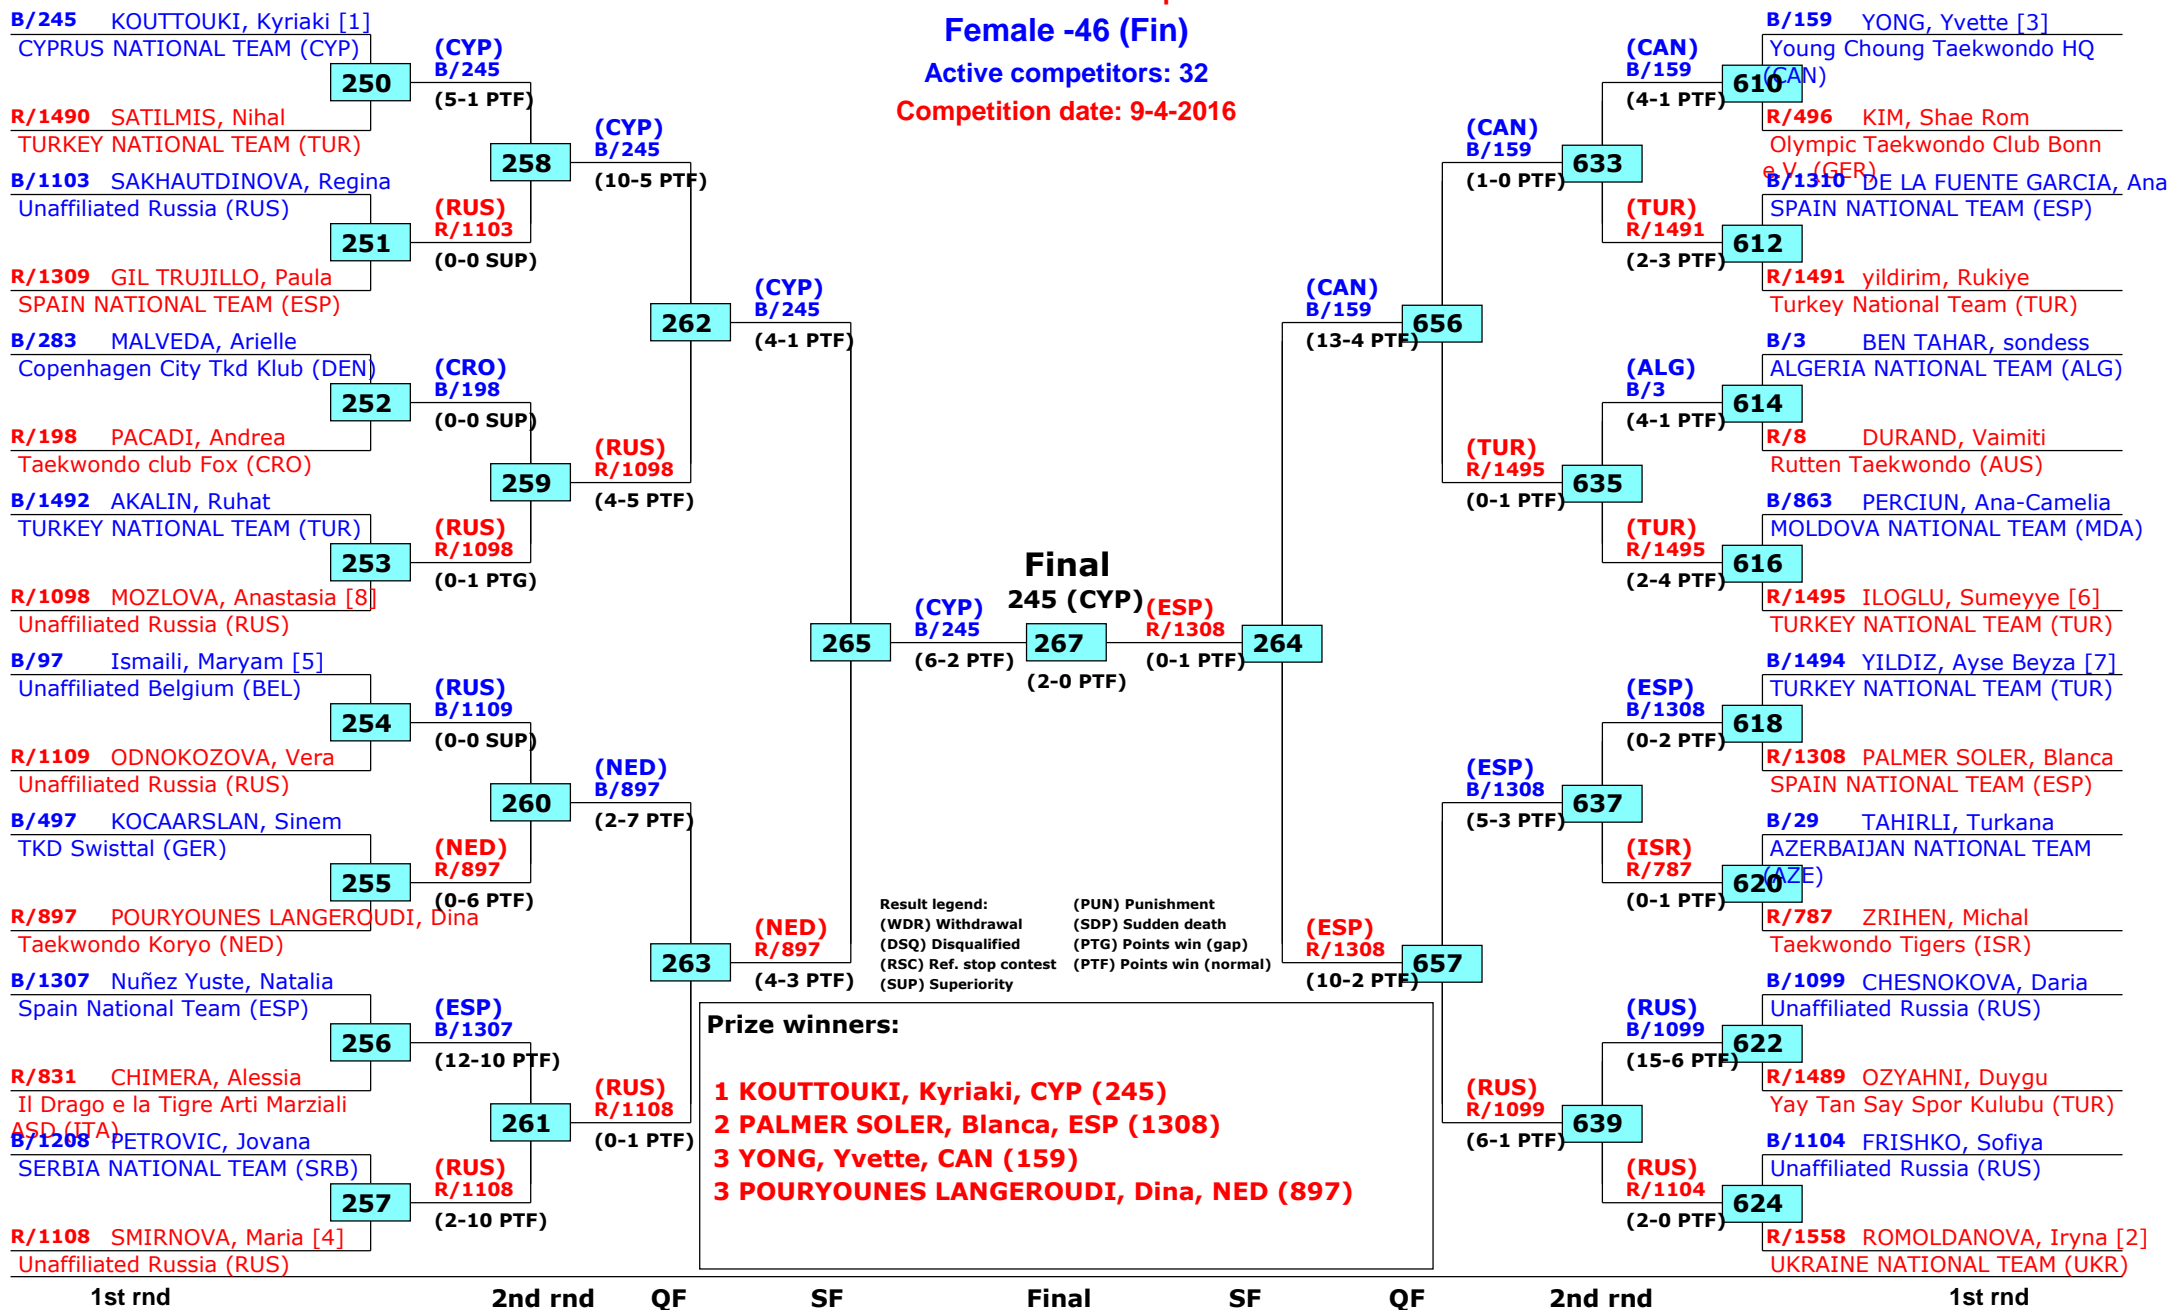 Female -46 (Fin)
Active competitors: 32
Competition date: 9-4-2016
B/245 KOUTTOUKI, Kyriaki [1]
CYPRUS NATIONAL TEAM (CYP)
250
R/1490 SATILMIS, Nihal
TURKEY NATIONAL TEAM (TUR)
B/1103 SAKHAUTDINOVA, Regina
Unaffiliated Russia (RUS)
251
R/1309 GIL TRUJILLO, Paula
SPAIN NATIONAL TEAM (ESP)
B/283 MALVEDA, Arielle
Copenhagen City Tkd Klub (DEN)
252
R/198 PACADI, Andrea
Taekwondo club Fox (CRO)
B/1492 AKALIN, Ruhat
TURKEY NATIONAL TEAM (TUR)
253
R/1098 MOZLOVA, Anastasia [8]
Unaffiliated Russia (RUS)
B/97 Ismaili, Maryam [5]
Unaffiliated Belgium (BEL)
254
R/1109 ODNOKOZOVA, Vera
Unaffiliated Russia (RUS)
B/497 KOCAARSLAN, Sinem
TKD Swisttal (GER)
255
R/897 POURYOUNES LANGEROUDI, Dina
Taekwondo Koryo (NED)
B/1307 Nuñez Yuste, Natalia
Spain National Team (ESP)
256
R/831 CHIMERA, Alessia
Il Drago e la Tigre Arti Marziali
ASD (ITA)
B/1208 PETROVIC, Jovana
SERBIA NATIONAL TEAM (SRB)
257
R/1108 SMIRNOVA, Maria [4]
Unaffiliated Russia (RUS)
(CYP)
B/245
(5-1 PTF)
258
(RUS)
R/1103
(0-0 SUP)
(CRO)
B/198
(0-0 SUP)
259
(RUS)
R/1098
(0-1 PTG)
(RUS)
B/1109
(0-0 SUP)
260
(NED)
R/897
(0-6 PTF)
(ESP)
B/1307
(12-10 PTF)
261
(RUS)
R/1108
(2-10 PTF)
(CYP)
B/245
(10-5 PTF)
262
(RUS)
R/1098
(4-5 PTF)
(NED)
B/897
(2-7 PTF)
263
(RUS)
R/1108
(0-1 PTF)
(CYP)
B/245
(4-1 PTF)
265
(NED)
R/897
(4-3 PTF)
(CYP)
B/245
(6-2 PTF)
Final
245 (CYP)
267
(2-0 PTF)
(ESP)
R/1308
(0-1 PTF)
264
(CAN)
B/159
(13-4 PTF)
656
(ESP)
R/1308
(10-2 PTF)
657
(CAN)
B/159
(1-0 PTF)
633
(TUR)
R/1495
(0-1 PTF)
635
(ESP)
B/1308
(5-3 PTF)
637
(RUS)
R/1099
(6-1 PTF)
639
(CAN)
B/159
(4-1 PTF)
610
(TUR)
R/1491
(2-3 PTF)
612
(ALG)
B/3
(4-1 PTF)
614
(TUR)
R/1495
(2-4 PTF)
616
(ESP)
B/1308
(0-2 PTF)
618
(ISR)
R/787
(0-1 PTF)
620
(RUS)
B/1099
(15-6 PTF)
622
(RUS)
R/1104
(2-0 PTF)
624
B/159 YONG, Yvette [3]
Young Choung Taekwondo HQ
(CAN)
R/496 KIM, Shae Rom
Olympic Taekwondo Club Bonn
e.V. (GER)
B/1310 DE LA FUENTE GARCIA, Ana
SPAIN NATIONAL TEAM (ESP)
R/1491 yildirim, Rukiye
Turkey National Team (TUR)
B/3 BEN TAHAR, sondess
ALGERIA NATIONAL TEAM (ALG)
R/8 DURAND, Vaimiti
Rutten Taekwondo (AUS)
B/863 PERCIUN, Ana-Camelia
MOLDOVA NATIONAL TEAM (MDA)
R/1495 ILOGLU, Sumeyye [6]
TURKEY NATIONAL TEAM (TUR)
B/1494 YILDIZ, Ayse Beyza [7]
TURKEY NATIONAL TEAM (TUR)
R/1308 PALMER SOLER, Blanca
SPAIN NATIONAL TEAM (ESP)
B/29 TAHIRLI, Turkana
AZERBAIJAN NATIONAL TEAM
(AZE)
R/787 ZRIHEN, Michal
Taekwondo Tigers (ISR)
B/1099 CHESNOKOVA, Daria
Unaffiliated Russia (RUS)
R/1489 OZYAHNI, Duygu
Yay Tan Say Spor Kulubu (TUR)
B/1104 FRISHKO, Sofiya
Unaffiliated Russia (RUS)
R/1558 ROMOLDANOVA, Iryna [2]
UKRAINE NATIONAL TEAM (UKR)
Result legend:
(WDR) Withdrawal
(DSQ) Disqualified
(RSC) Ref. stop contest
(SUP) Superiority
(PUN) Punishment
(SDP) Sudden death
(PTG) Points win (gap)
(PTF) Points win (normal)
Prize winners:
1 KOUTTOUKI, Kyriaki, CYP (245)
2 PALMER SOLER, Blanca, ESP (1308)
3 YONG, Yvette, CAN (159)
3 POURYOUNES LANGEROUDI, Dina, NED (897)
1st rnd 2nd rnd QF SF Final SF QF 2nd rnd 1st rnd